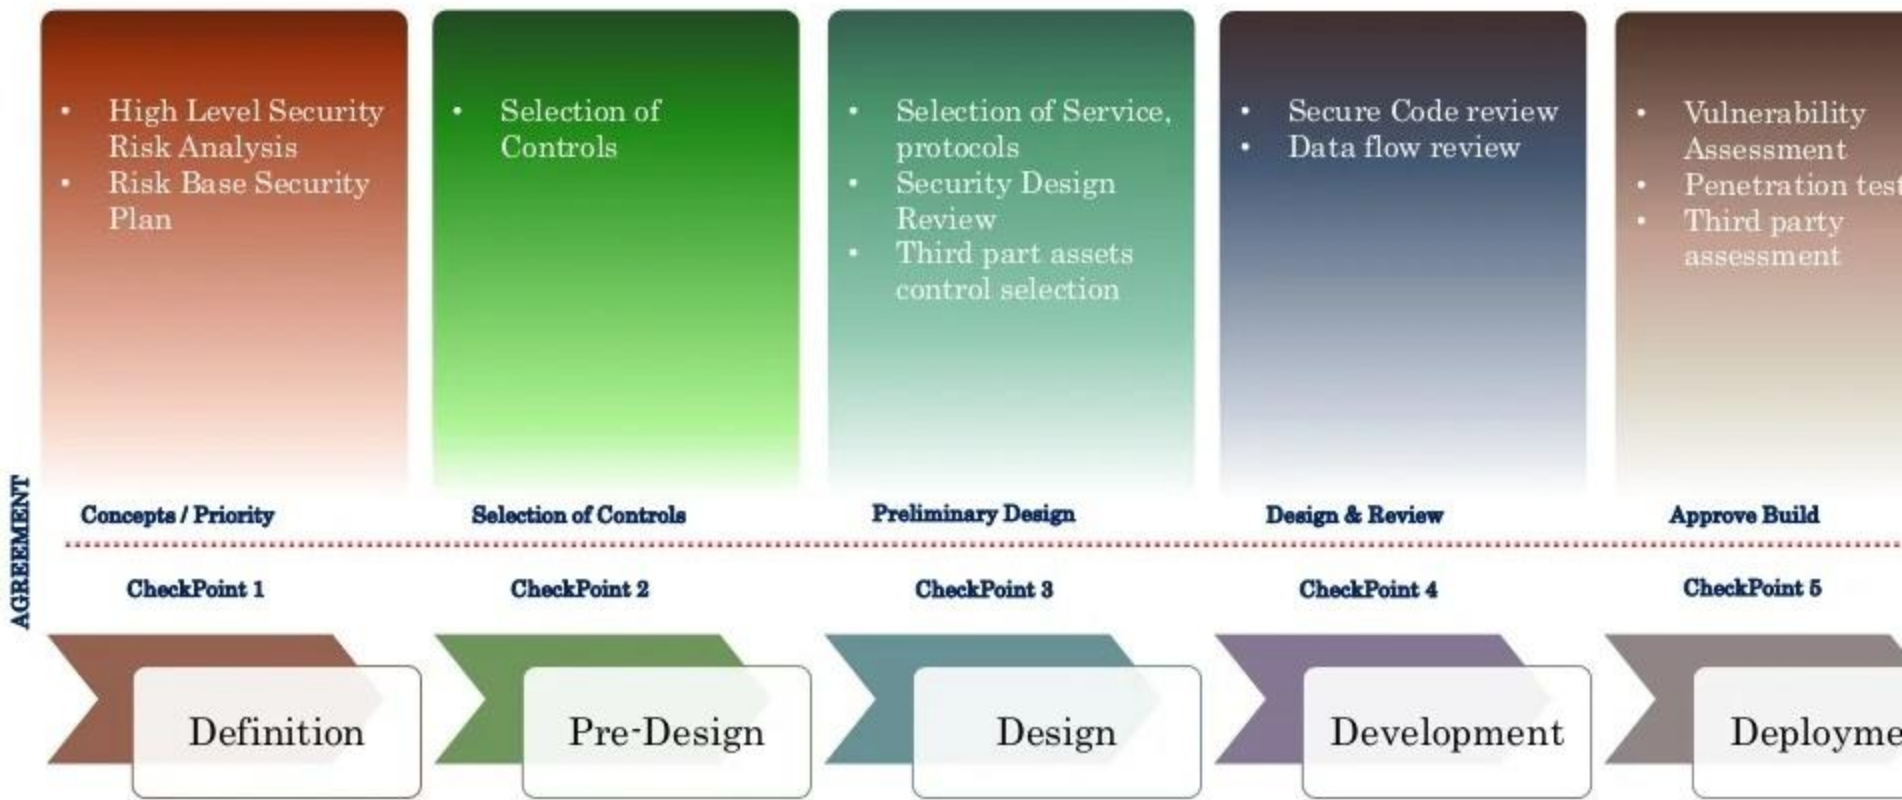 • High Level Security
Risk Analysis
• Risk Base Security
Plan
• Selection of
Controls
• Selection of Service,
protocols
• Security Design
Review
• Third part assets
control selection
• Secure Code review
• Data flow review
• Vulnerability
Assessment
• Penetration test
• Third party
assessment
AGREEMENT
Concepts / Priority
Selection of Controls
Preliminary Design
Design & Review
Approve Build
CheckPoint 1
CheckPoint 2
CheckPoint 3
CheckPoint 4
CheckPoint 5
Definition
Pre-Design
Design
Development
Deployme